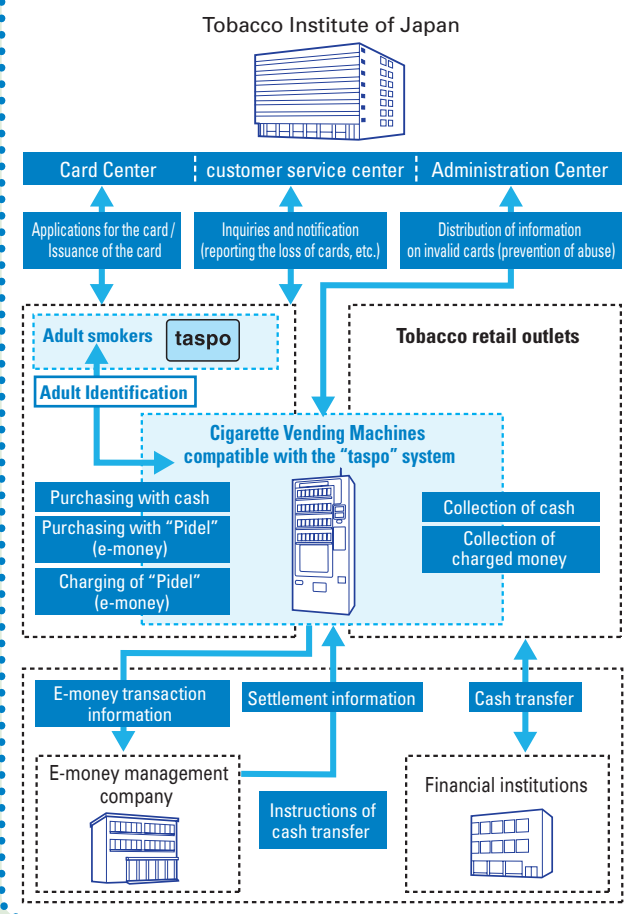 Tobacco Institute of Japan
Card Center
customer service center
Administration Center
Applications for the card /
Issuance of the card
Inquiries and notification
(reporting the loss of cards, etc.)
Distribution of information
on invalid cards (prevention of abuse)
Adult smokers
taspo
Tobacco retail outlets
Adult Identification
Cigarette Vending Machines
compatible with the “taspo” system
Purchasing with cash
Purchasing with “Pidel”
(e-money)
Charging of “Pidel”
(e-money)
Collection of cash
Collection of
charged money
E-money transaction
information
Settlement information
Cash transfer
E-money management
company
Instructions of
cash transfer
Financial institutions